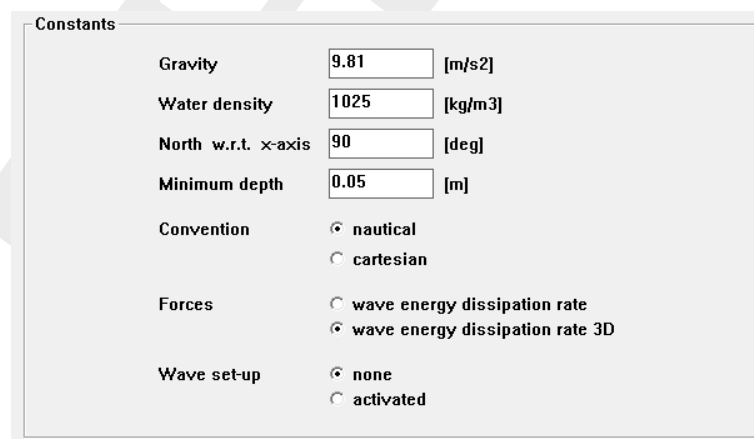 Constants
Gravity 9.81 [m/s2]
Water density 1025 [kg/m3]
North w.r.t. x-axis 90 [deg]
Minimum depth 0.05 [m]
Convention nautical
cartesian
Forces wave energy dissipation rate
wave energy dissipation rate 3D
Wave set-up none
activated